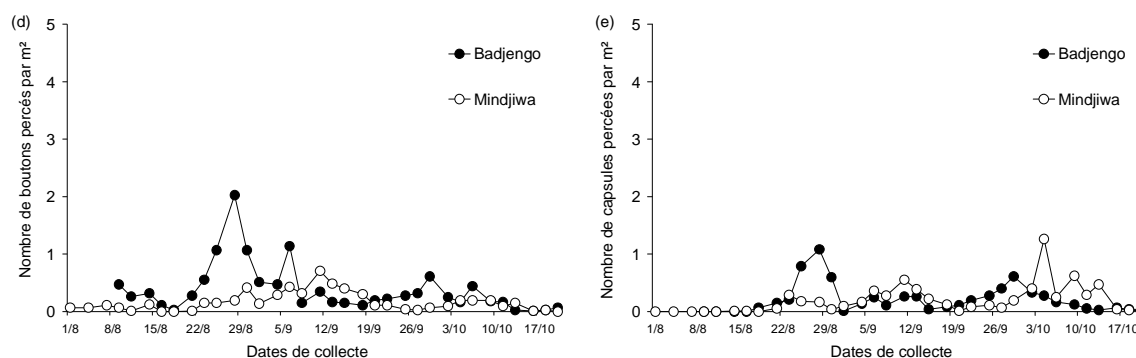 (d)
Nombre de boutons percés par m²
5
4
3
2
1
0
Badjengo
Mindjiwa
1/8 8/8 15/8 22/8 29/8 5/9 12/9 19/9 26/9 3/10 10/10 17/10
Dates de collecte
(e)
Nombre de capsules percées par m²
5
4
3
2
1
0
Badjengo
Mindjiwa
1/8 8/8 15/8 22/8 29/8 5/9 12/9 19/9 26/9 3/10 10/10 17/10
Dates de collecte